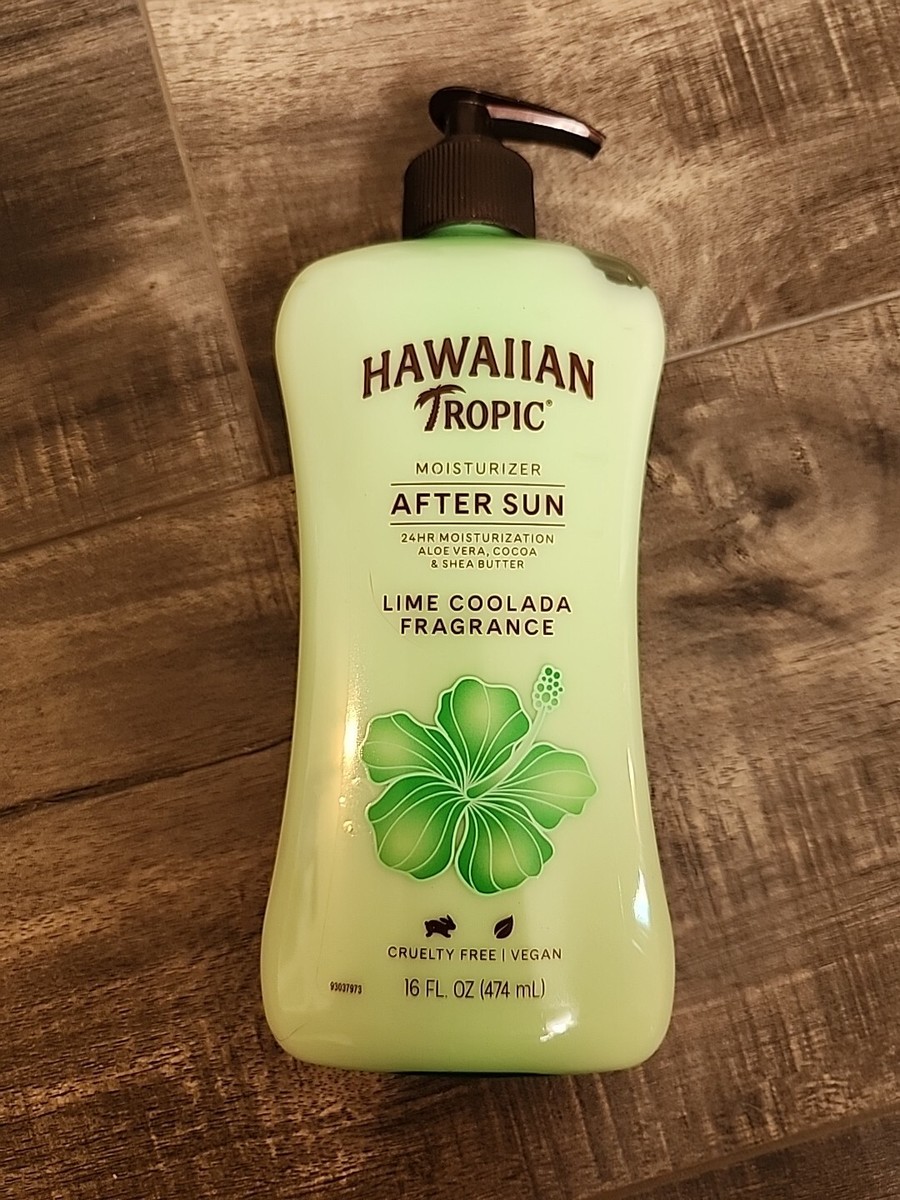 HAWAIIAN
TROPIC®
MOISTURIZER
AFTER SUN
24HR MOISTURIZATION
ALOE VERA, COCOA
& SHEA BUTTER
LIME COOLADA
FRAGRANCE
CRUELTY FREE | VEGAN
93037973
16 FL. OZ (474 mL)